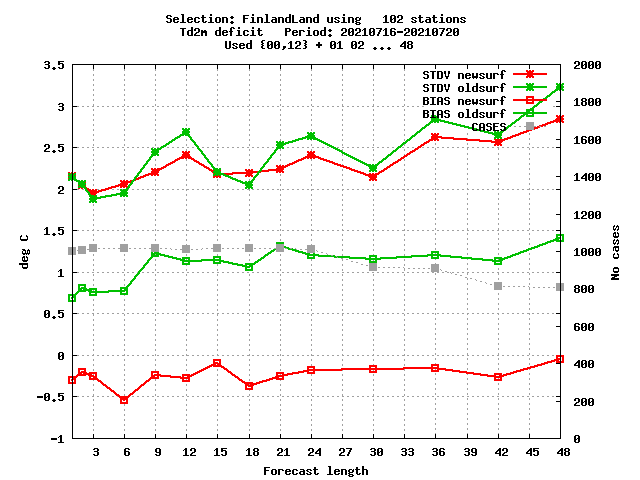 Selection: FinlandLand using   102 stations
Td2m deficit   Period: 20210716-20210720
Used {00,12} + 01 02 ... 48
STDV newsurf
STDV oldsurf
BIAS newsurf
BIAS oldsurf
CASES
deg C
3.5
3
2.5
2
1.5
1
0.5
0
-0.5
-1
2000
1800
1600
1400
1200
1000
800
600
400
200
0
No cases
3 6 9 12 15 18 21 24 27 30 33 36 39 42 45 48
Forecast length